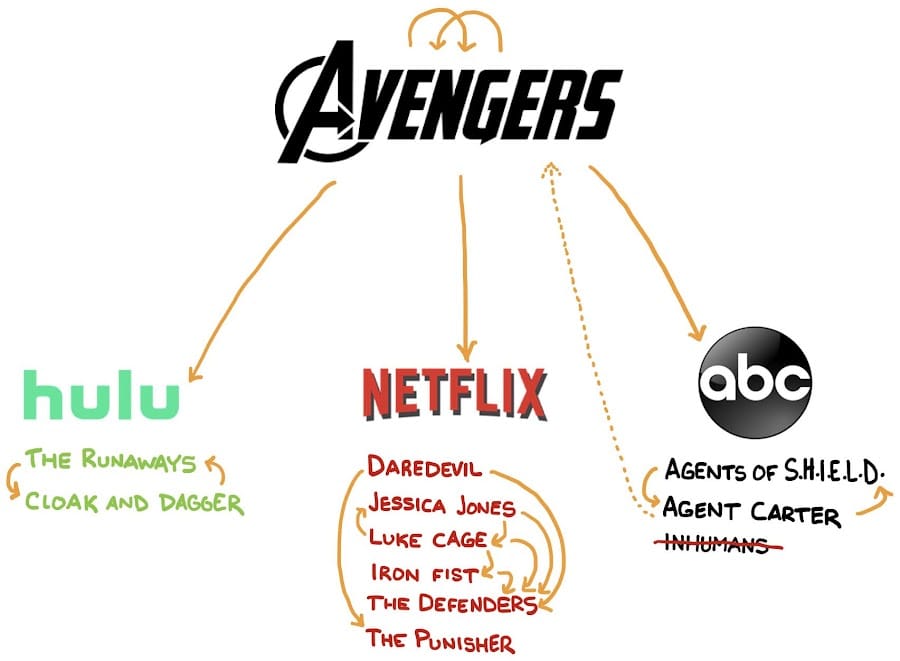 AVENGERS
hulu
NETFLIX
abc
THE RUNAWAYS
CLOAK AND DAGGER
DAREDEVIL
JESSICA JONES
LUKE CAGE
IRON FIST
THE DEFENDERS
THE PUNISHER
AGENTS OF S.H.I.E.L.D.
AGENT CARTER
INHUMANS